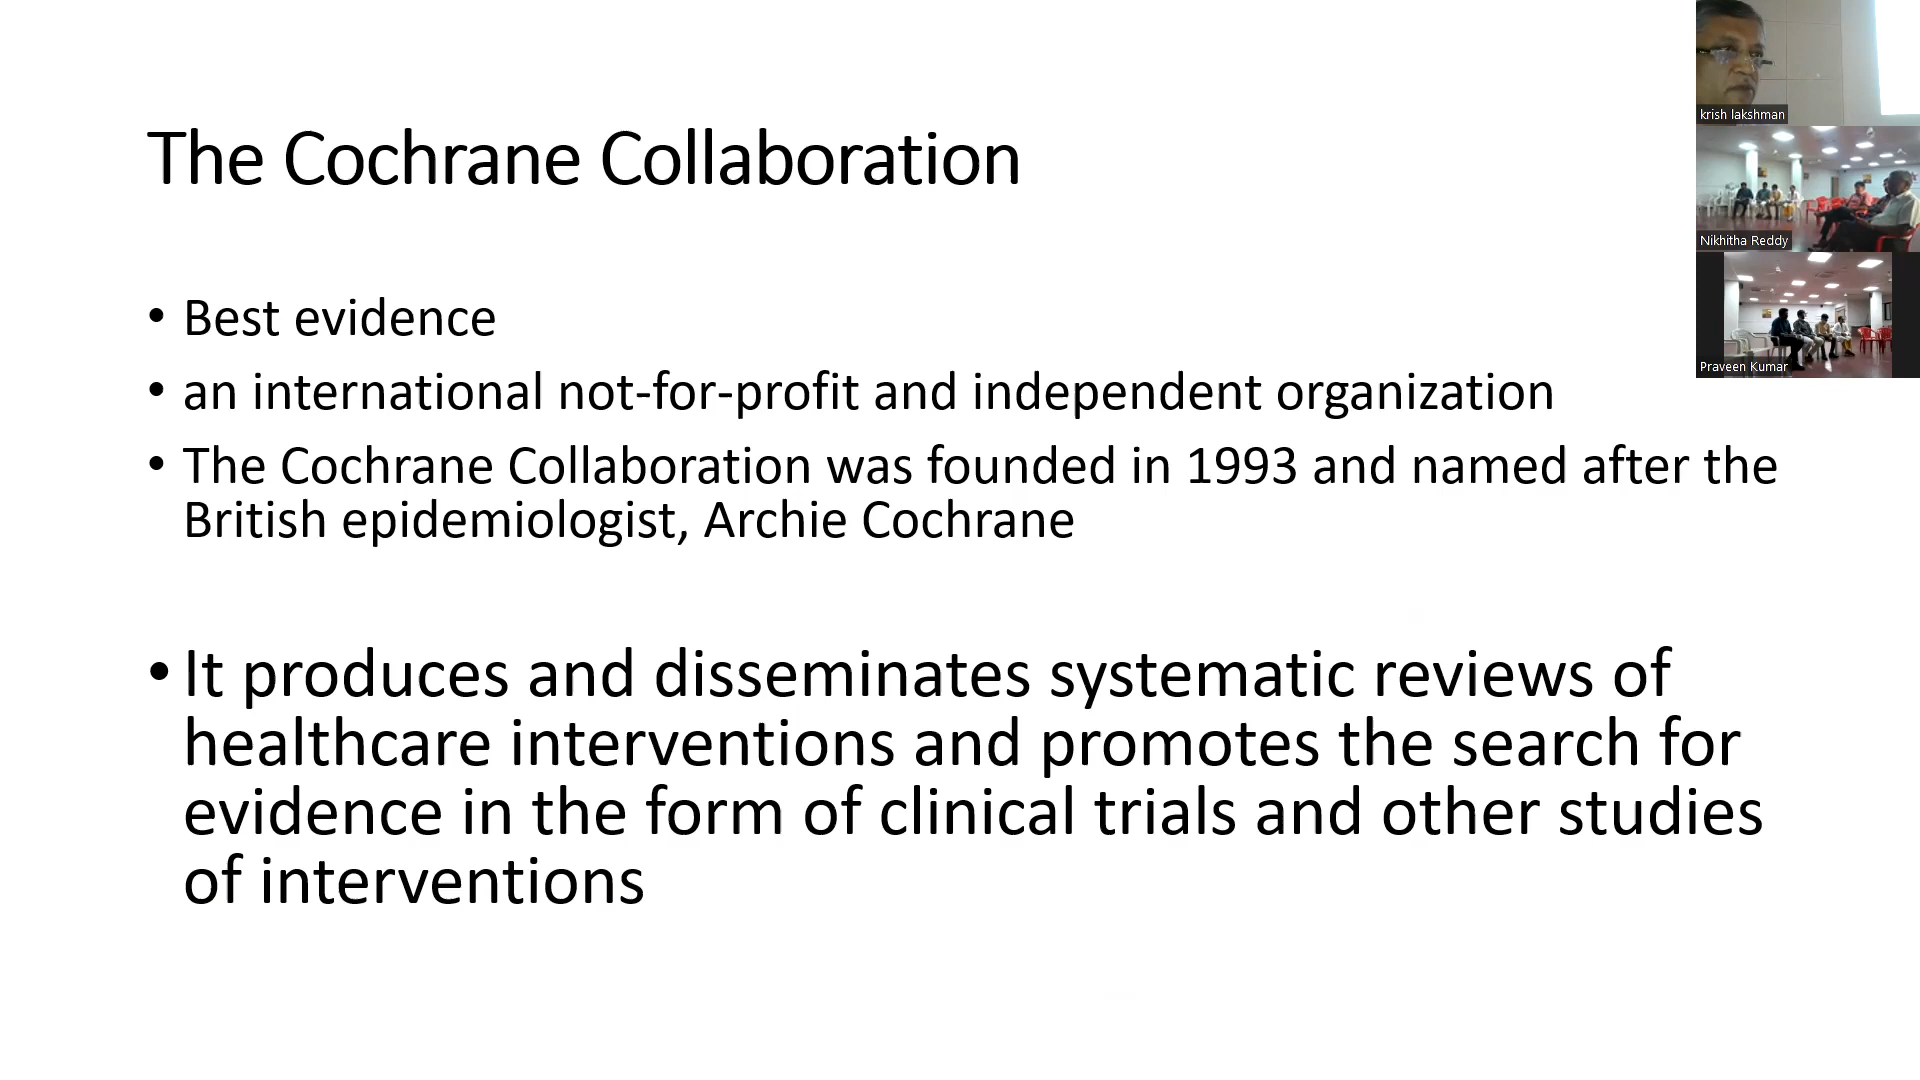 The Cochrane Collaboration
• Best evidence
• an international not-for-profit and independent organization
• The Cochrane Collaboration was founded in 1993 and named after the
British epidemiologist, Archie Cochrane
• It produces and disseminates systematic reviews of
healthcare interventions and promotes the search for
evidence in the form of clinical trials and other studies
of interventions
krish lakshman
Nikhitha Reddy
Praveen Kumar